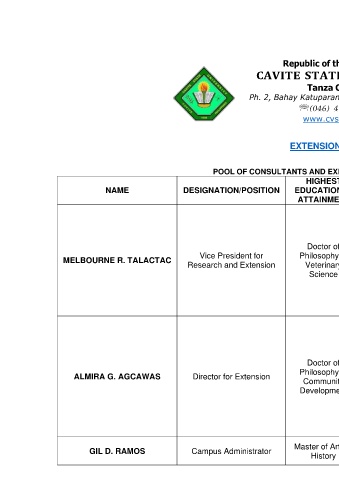 Republic of th
CAVITE STATE
Tanza C
Ph. 2, Bahay Katuparan
☏(046) 4
www.cvs
EXTENSION
POOL OF CONSULTANTS AND EX
NAME
DESIGNATION/POSITION
HIGHEST
EDUCATION
ATTAINME
MELBOURNE R. TALACTAC
Vice President for
Research and Extension
Doctor of
Philosophy
Veterinary
Science
ALMIRA G. AGCAWAS
Director for Extension
Doctor of
Philosophy
Communit
Developme
GIL D. RAMOS
Campus Administrator
Master of Art
History